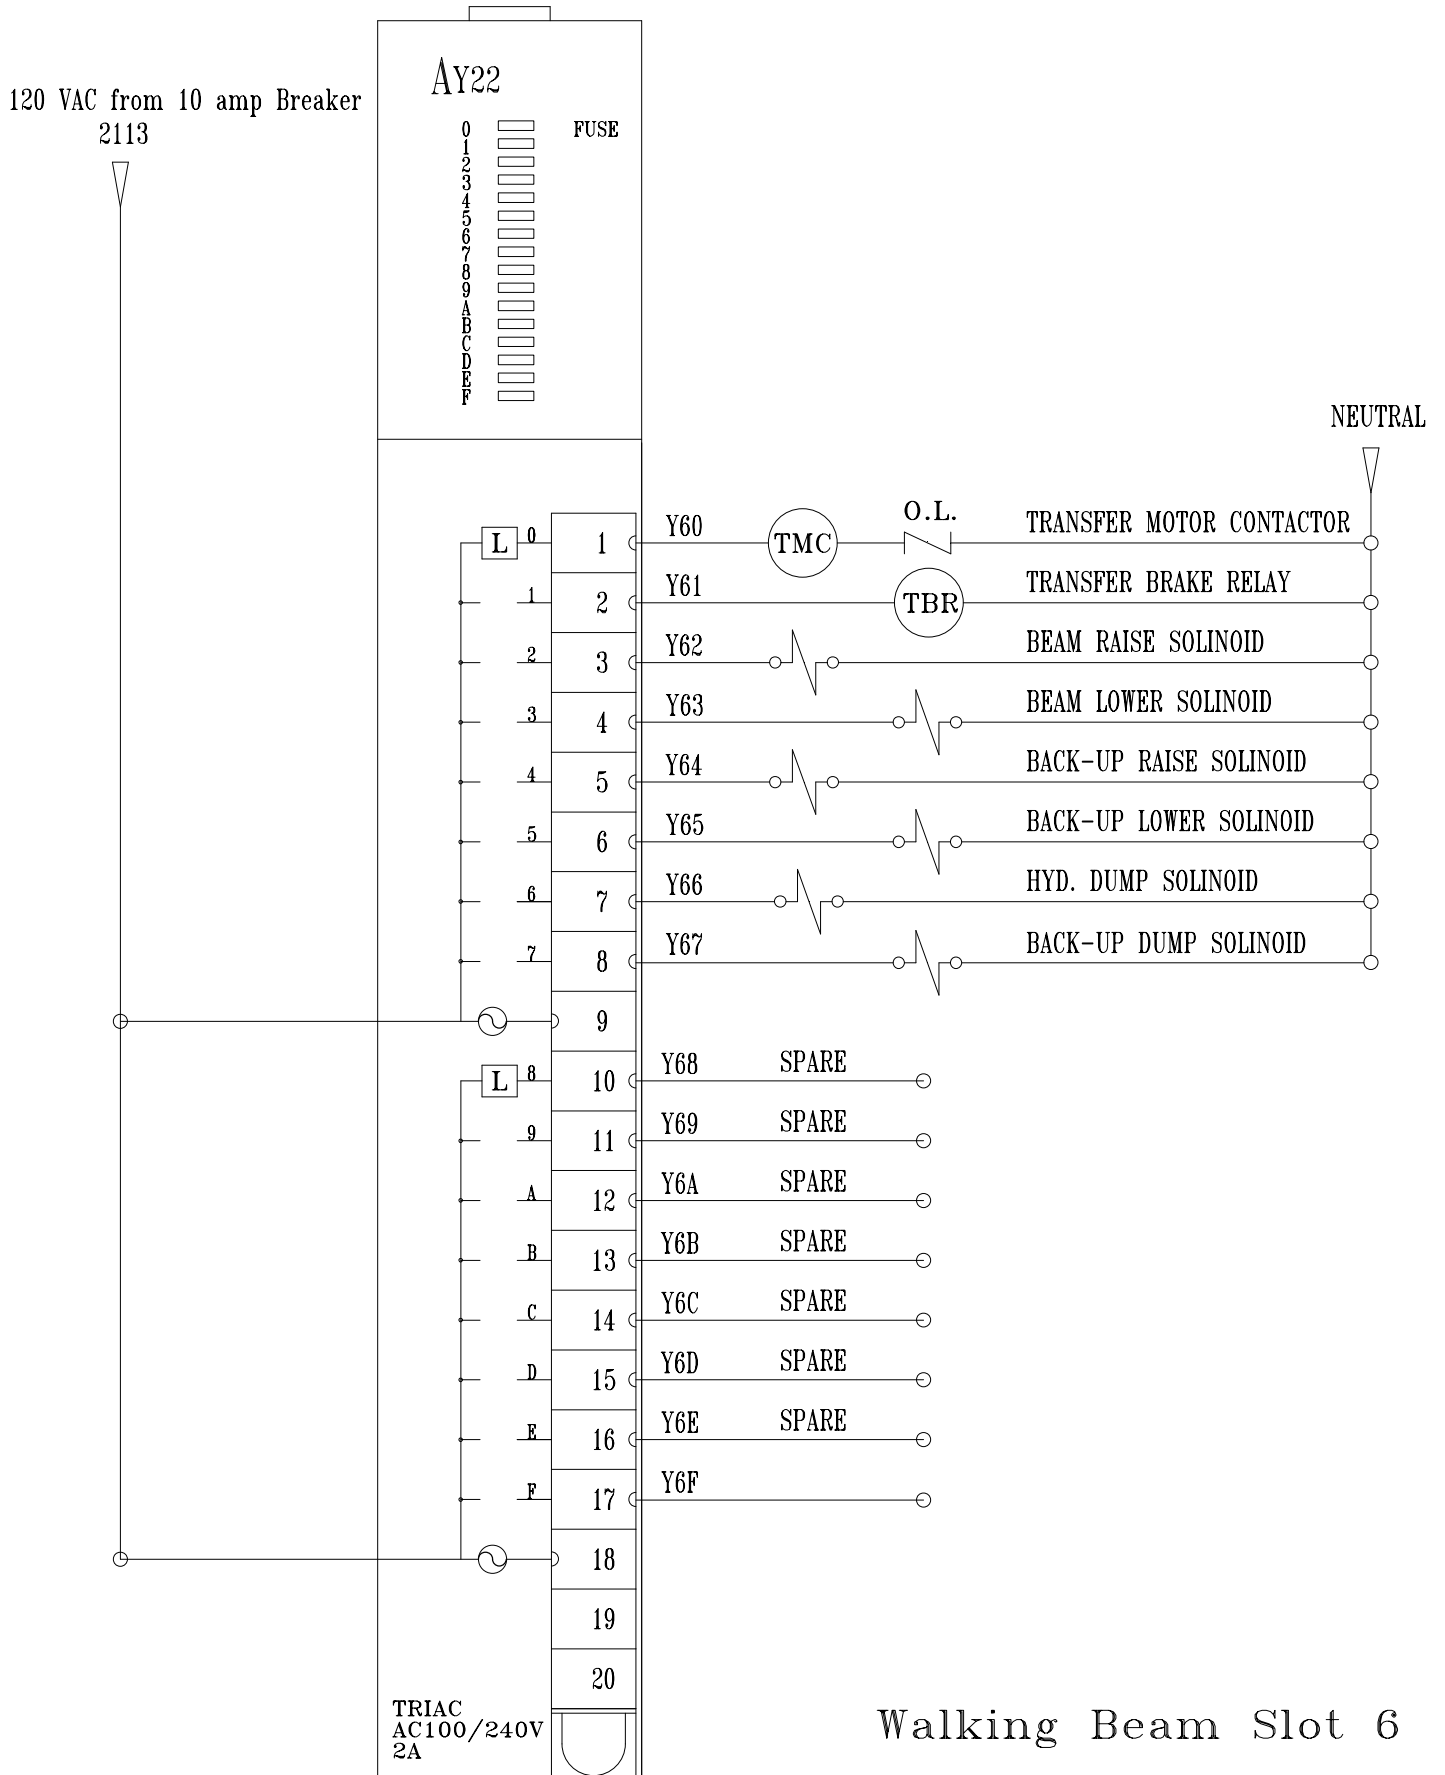 AY22
120 VAC from 10 amp Breaker
2113
FUSE
0
1
2
3
4
5
6
7
8
9
A
B
C
D
E
F
NEUTRAL
L 0 1 Y60 TMC O.L. TRANSFER MOTOR CONTACTOR
1 2 Y61 TBR TRANSFER BRAKE RELAY
2 3 Y62 BEAM RAISE SOLINOID
3 4 Y63 BEAM LOWER SOLINOID
4 5 Y64 BACK-UP RAISE SOLINOID
5 6 Y65 BACK-UP LOWER SOLINOID
6 7 Y66 HYD. DUMP SOLINOID
7 8 Y67 BACK-UP DUMP SOLINOID
9
L 8 10 Y68 SPARE
9 11 Y69 SPARE
A 12 Y6A SPARE
B 13 Y6B SPARE
C 14 Y6C SPARE
D 15 Y6D SPARE
E 16 Y6E SPARE
F 17 Y6F
18
19
20
TRIAC
AC100/240V
2A
Walking Beam Slot 6